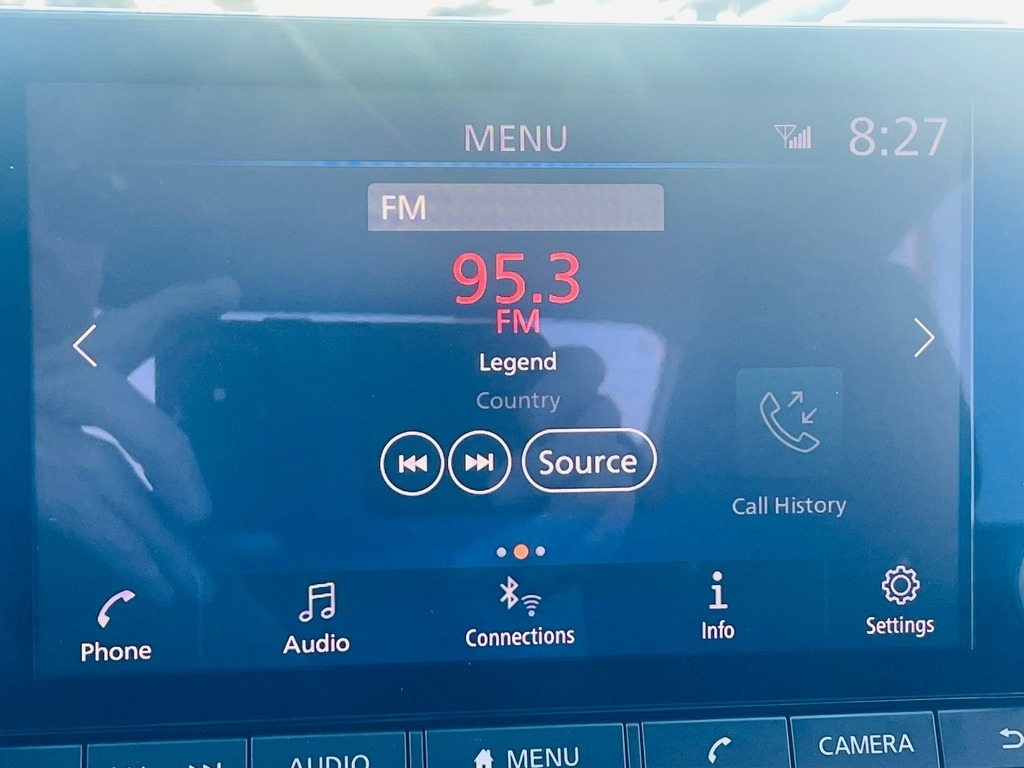 MENU 8:27
FM
95.3
FM
Legend
Country
Source
Call History
Phone Audio Connections Info Settings
AUDIO MENU CAMERA